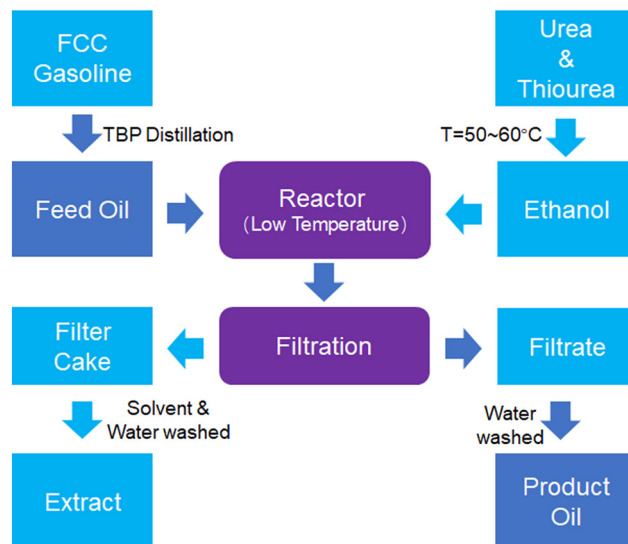 FCC
Gasoline
Urea
&
Thiourea
TBP Distillation
T=50~60°C
Feed Oil
Reactor
(Low Temperature)
Ethanol
Filter
Cake
Filtration
Filtrate
Solvent &
Water washed
Water
washed
Extract
Product
Oil